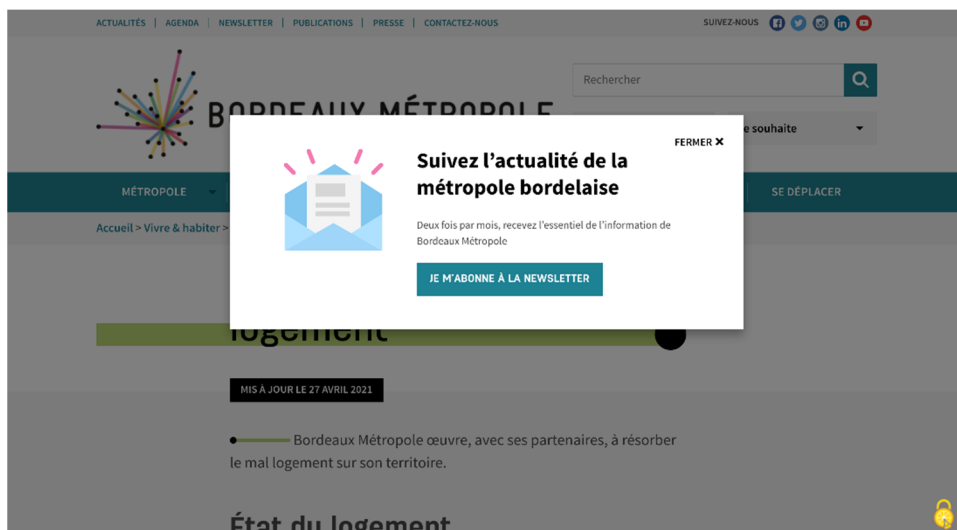 ACTUALITÉS | AGENDA | NEWSLETTER | PUBLICATIONS | PRESSE | CONTACTEZ-NOUS
SUIVEZ-NOUS
Rechercher
BORDEAUX MÉTROPOLE
e souhaite
FERMER ×
Suivez l'actualité de la
métropole bordelaise
Deux fois par mois, recevez l'essentiel de l'information de
Bordeaux Métropole
JE M'ABONNE À LA NEWSLETTER
MÉTROPOLE
SE DÉPLACER
Accueil > Vivre & habiter >
logement
MIS À JOUR LE 27 AVRIL 2021
Bordeaux Métropole œuvre, avec ses partenaires, à résorber
le mal logement sur son territoire.
État du logement